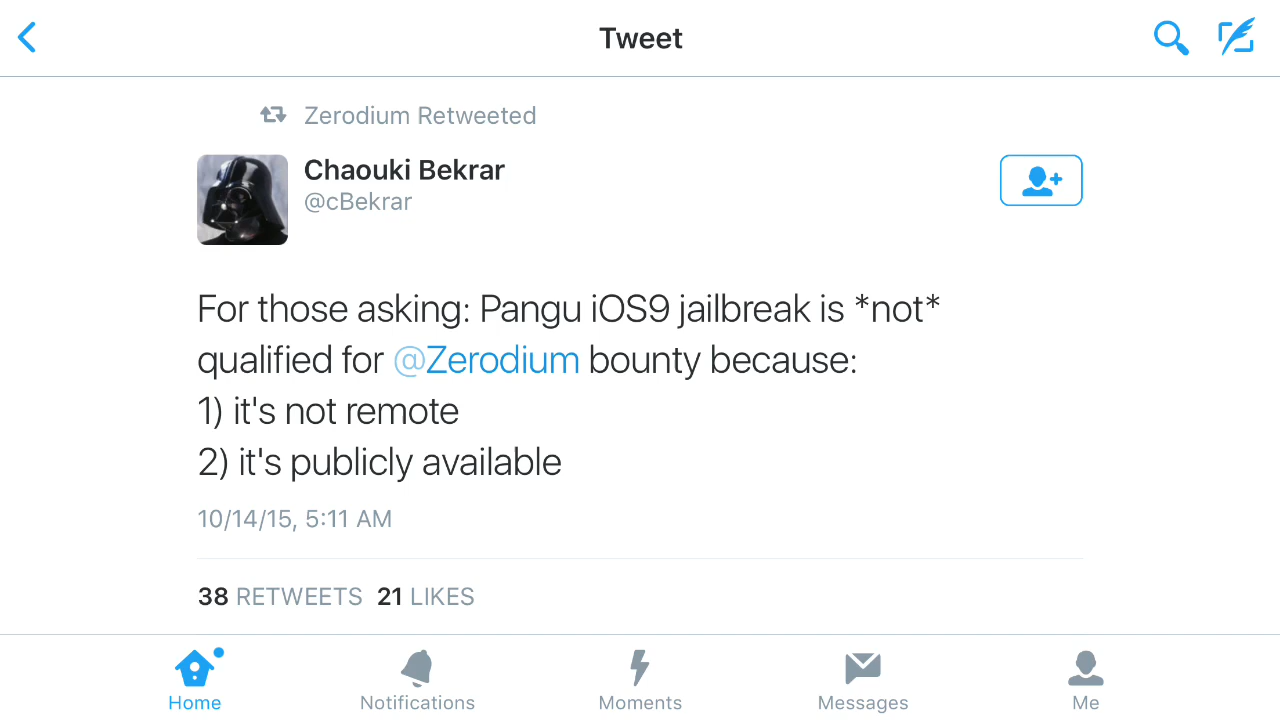 Tweet
Zerodium Retweeted
Chaouki Bekrar
@cBekrar
For those asking: Pangu iOS9 jailbreak is *not*
qualified for @Zerodium bounty because:
1) it's not remote
2) it's publicly available
10/14/15, 5:11 AM
38 RETWEETS 21 LIKES
Home Notifications Moments Messages Me